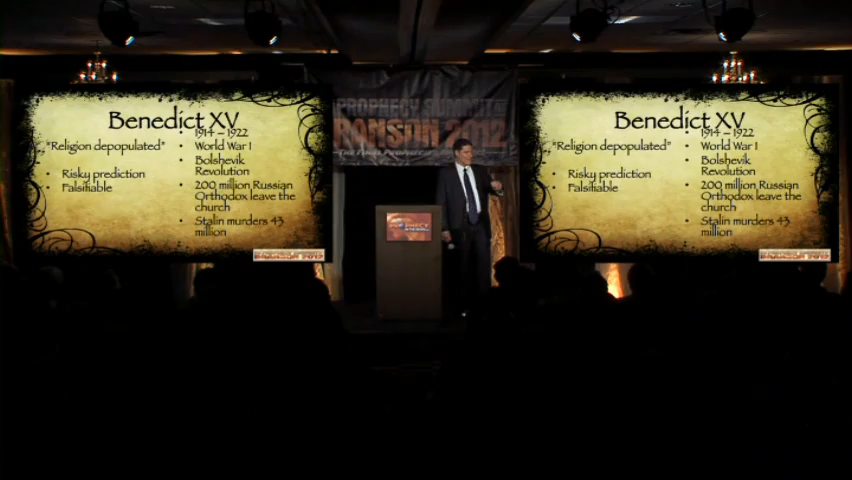 Benedict XV
"Religion depopulated"
• Risky prediction
• Falsifiable
• 1914 – 1922
• World War I
• Bolshevik
Revolution
• 200 million Russian
Orthodox leave the
church
• Stalin murders 43
million
PROPHECY SUMMIT
RANSON 2012
Benedict XV
"Religion depopulated"
• Risky prediction
• Falsifiable
• 1914 – 1922
• World War I
• Bolshevik
Revolution
• 200 million Russian
Orthodox leave the
church
• Stalin murders 43
million